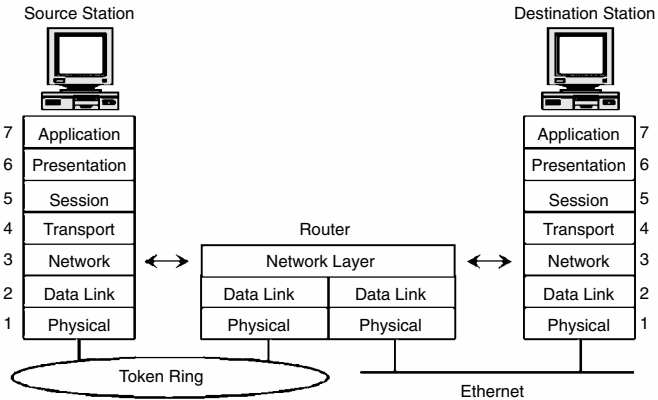 Source Station
Destination Station
7 Application
Application 7
6 Presentation
Presentation 6
5 Session
Session 5
4 Transport
Router
Transport 4
3 Network
Network Layer
Network 3
2 Data Link
Data Link
Data Link
Data Link 2
1 Physical
Physical
Physical
Physical 1
Token Ring
Ethernet